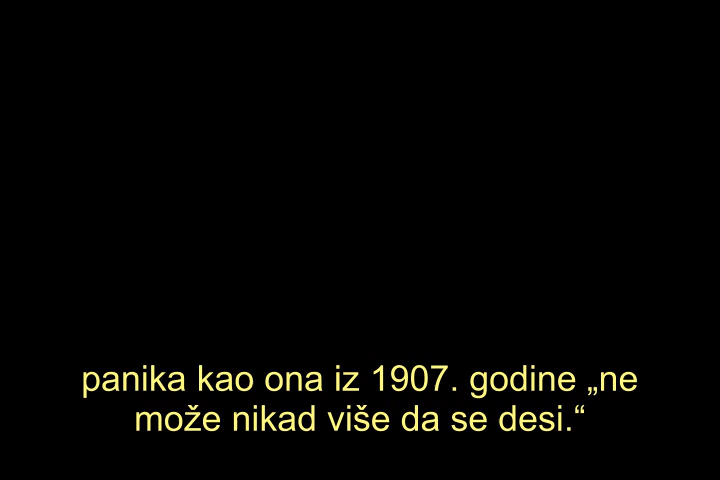 panika kao ona iz 1907. godine „ne
može nikad više da se desi.“